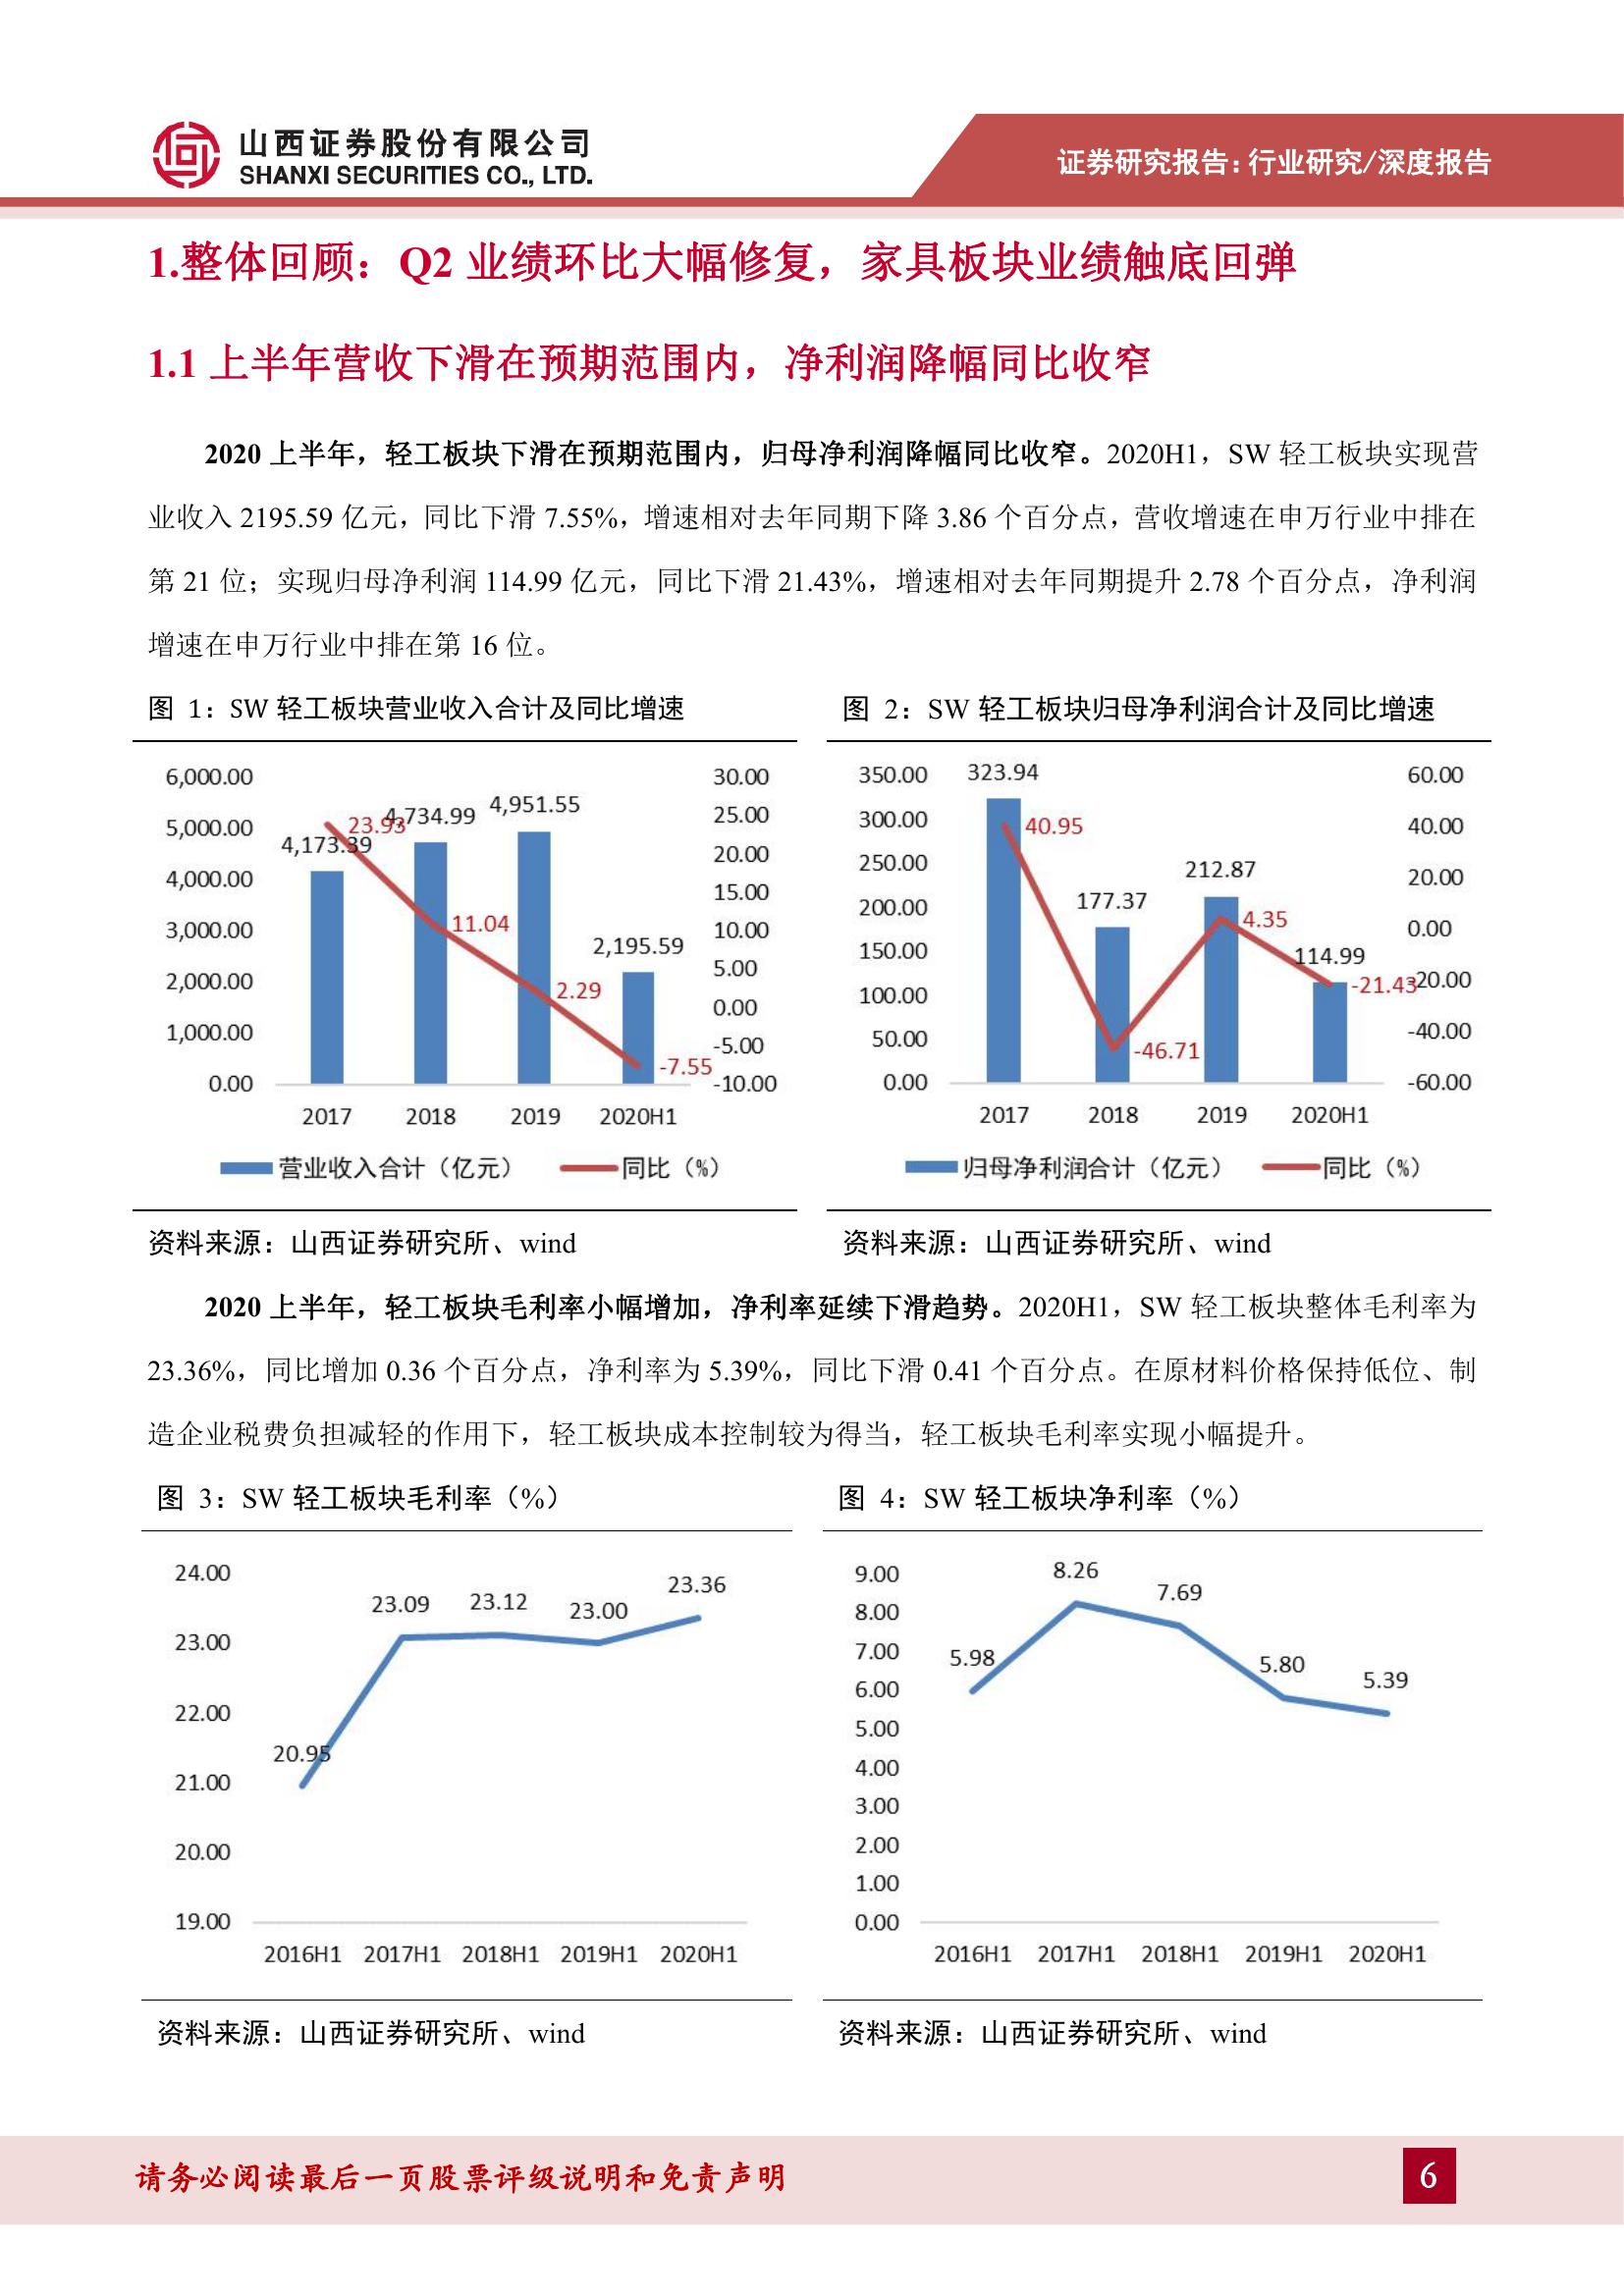 山西证券股份有限公司
SHANXI SECURITIES CO., LTD.
证券研究报告：行业研究/深度报告
1.整体回顾：Q2 业绩环比大幅修复，家具板块业绩触底回弹
1.1 上半年营收下滑在预期范围内，净利润降幅同比收窄
2020 上半年，轻工板块下滑在预期范围内，归母净利润降幅同比收窄。2020H1，SW 轻工板块实现营
业收入 2195.59 亿元，同比下滑 7.55%，增速相对去年同期下降 3.86 个百分点，营收增速在申万行业中排在
第 21 位；实现归母净利润 114.99 亿元，同比下滑 21.43%，增速相对去年同期提升 2.78 个百分点，净利润
增速在申万行业中排在第 16 位。
图 1：SW 轻工板块营业收入合计及同比增速
6,000.00
5,000.00
4,000.00
3,000.00
2,000.00
1,000.00
0.00
4,173.39
4,734.99
4,951.55
2,195.59
23.93
11.04
2.29
-7.55
30.00
25.00
20.00
15.00
10.00
5.00
0.00
-5.00
-10.00
2017 2018 2019 2020H1
营业收入合计（亿元） 同比（%）
资料来源：山西证券研究所、wind
图 2：SW 轻工板块归母净利润合计及同比增速
350.00
300.00
250.00
200.00
150.00
100.00
50.00
0.00
323.94
177.37
212.87
114.99
40.95
-46.71
4.35
-21.43
60.00
40.00
20.00
0.00
-20.00
-40.00
-60.00
2017 2018 2019 2020H1
归母净利润合计（亿元） 同比（%）
资料来源：山西证券研究所、wind
2020 上半年，轻工板块毛利率小幅增加，净利率延续下滑趋势。2020H1，SW 轻工板块整体毛利率为
23.36%，同比增加 0.36 个百分点，净利率为 5.39%，同比下滑 0.41 个百分点。在原材料价格保持低位、制
造企业税费负担减轻的作用下，轻工板块成本控制较为得当，轻工板块毛利率实现小幅提升。
图 3：SW 轻工板块毛利率（%）
24.00
23.00
22.00
21.00
20.00
19.00
20.95
23.09
23.12
23.00
23.36
2016H1 2017H1 2018H1 2019H1 2020H1
资料来源：山西证券研究所、wind
图 4：SW 轻工板块净利率（%）
9.00
8.00
7.00
6.00
5.00
4.00
3.00
2.00
1.00
0.00
5.98
8.26
7.69
5.80
5.39
2016H1 2017H1 2018H1 2019H1 2020H1
资料来源：山西证券研究所、wind
请务必阅读最后一页股票评级说明和免责声明
6